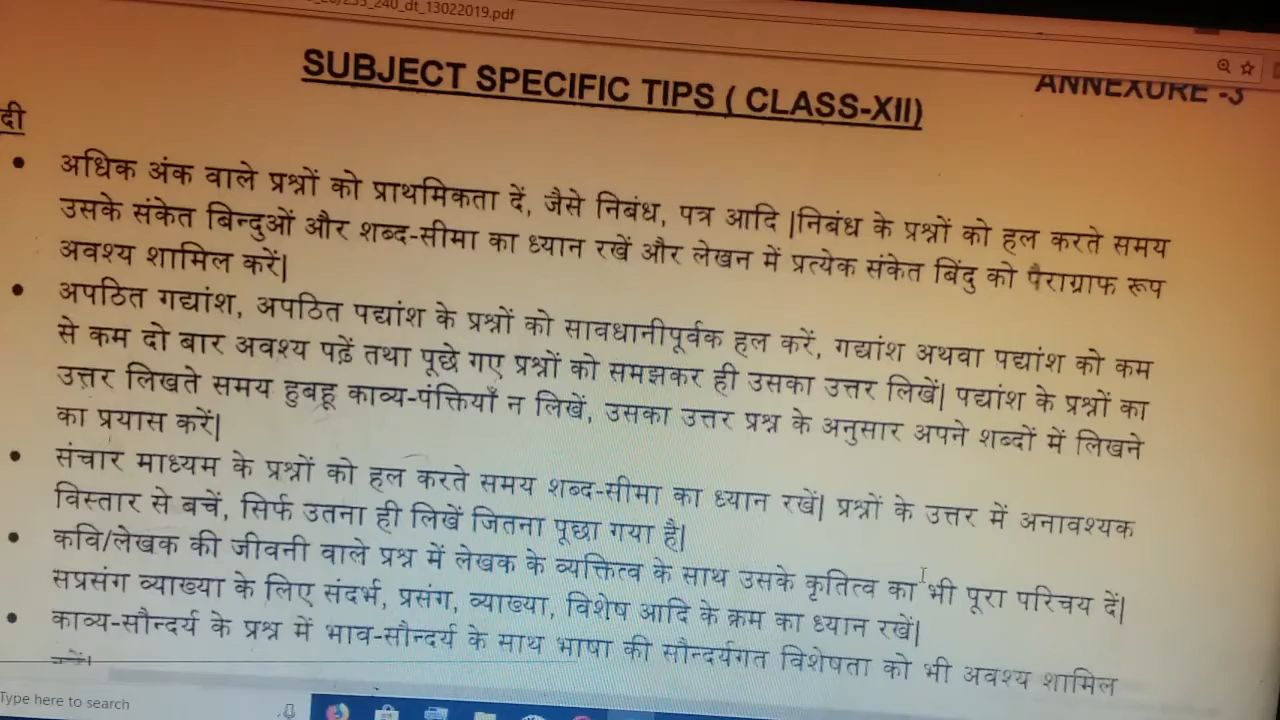 240_dt_13022019.pdf
SUBJECT SPECIFIC TIPS ( CLASS-XII)
ANNEXURE -3
दी
• अधिक अंक वाले प्रश्नों को प्राथमिकता दें, जैसे निबंध, पत्र आदि |निबंध के प्रश्नों को हल करते समय
उसके संकेत बिन्दुओं और शब्द-सीमा का ध्यान रखें और लेखन में प्रत्येक संकेत बिंदु को पैराग्राफ रूप
अवश्य शामिल करें|
• अपठित गद्यांश, अपठित पद्यांश के प्रश्नों को सावधानीपूर्वक हल करें, गद्यांश अथवा पद्यांश को कम
से कम दो बार अवश्य पढ़ें तथा पूछे गए प्रश्नों को समझकर ही उसका उत्तर लिखें| पद्यांश के प्रश्नों का
उत्तर लिखते समय हुबहू काव्य-पंक्तियाँ न लिखें, उसका उत्तर प्रश्न के अनुसार अपने शब्दों में लिखने
का प्रयास करें|
• संचार माध्यम के प्रश्नों को हल करते समय शब्द-सीमा का ध्यान रखें| प्रश्नों के उत्तर में अनावश्यक
विस्तार से बचें, सिर्फ उतना ही लिखें जितना पूछा गया है|
• कवि/लेखक की जीवनी वाले प्रश्न में लेखक के व्यक्तित्व के साथ उसके कृतित्व का भी पूरा परिचय दें|
सप्रसंग व्याख्या के लिए संदर्भ, प्रसंग, व्याख्या, विशेष आदि के क्रम का ध्यान रखें|
• काव्य-सौन्दर्य के प्रश्न में भाव-सौन्दर्य के साथ भाषा की सौन्दर्यगत विशेषता को भी अवश्य शामिल
Type here to search